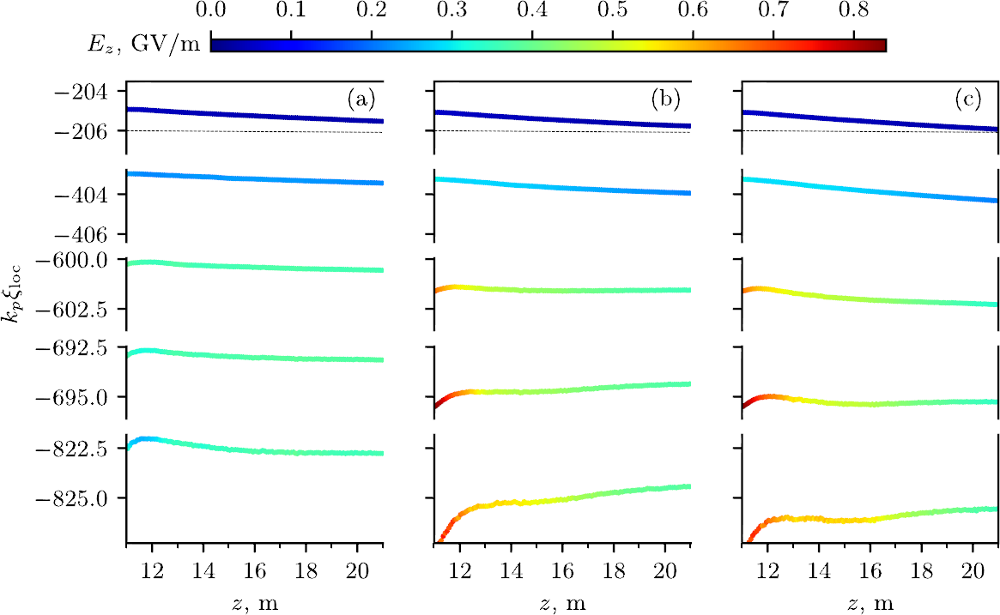 0.0 0.1 0.2 0.3 0.4 0.5 0.6 0.7 0.8
E_z, GV/m
(a) (b) (c)
−204
−206
−404
−406
−600.0
−602.5
k_p ξ_loc
−692.5
−695.0
−822.5
−825.0
12 14 16 18 20 12 14 16 18 20 12 14 16 18 20
z, m z, m z, m